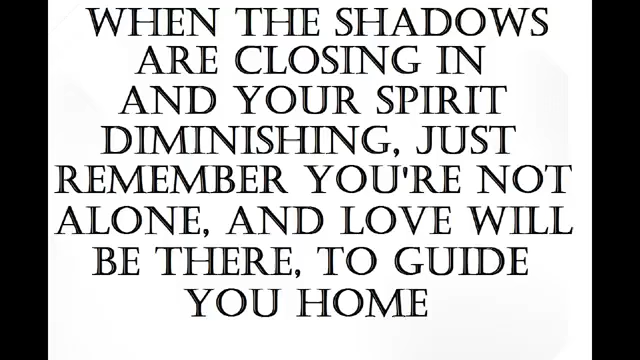 WHEN THE SHADOWS
ARE CLOSING IN
AND YOUR SPIRIT
DIMINISHING, JUST
REMEMBER YOU'RE NOT
ALONE, AND LOVE WILL
BE THERE, TO GUIDE
YOU HOME